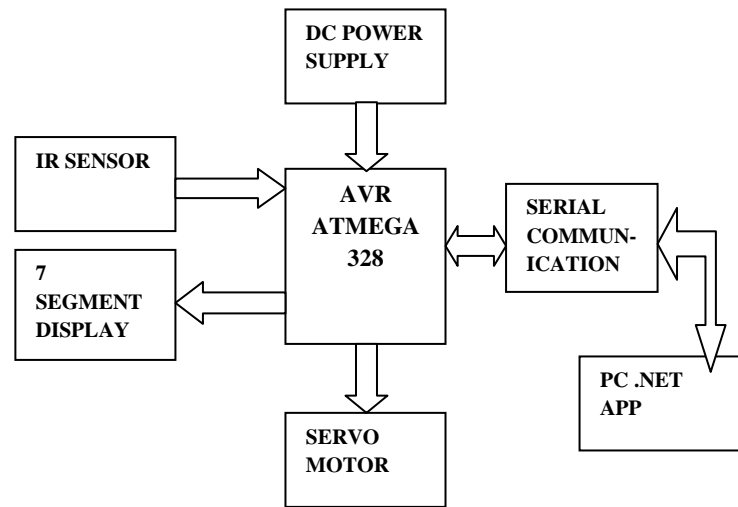 DC POWER
SUPPLY
IR SENSOR
AVR
ATMEGA
328
SERIAL
COMMUN-
ICATION
7
SEGMENT
DISPLAY
PC .NET
APP
SERVO
MOTOR